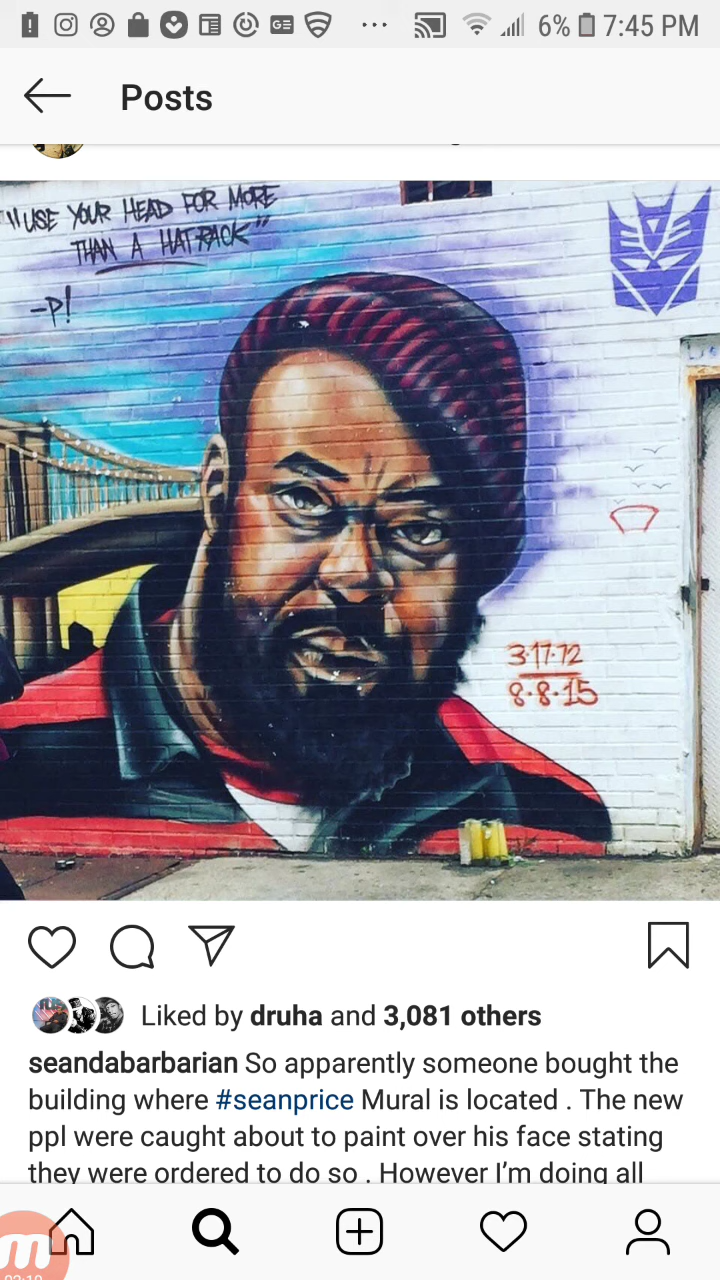 6% 7:45 PM
Posts
"USE YOUR HEAD FOR MORE
THAN A HATRACK"
-P!
3·17·72
8·8·15
Liked by druha and 3,081 others
seandabarbarian So apparently someone bought the
building where #seanprice Mural is located . The new
ppl were caught about to paint over his face stating
they were ordered to do so . However I'm doing all
02:10